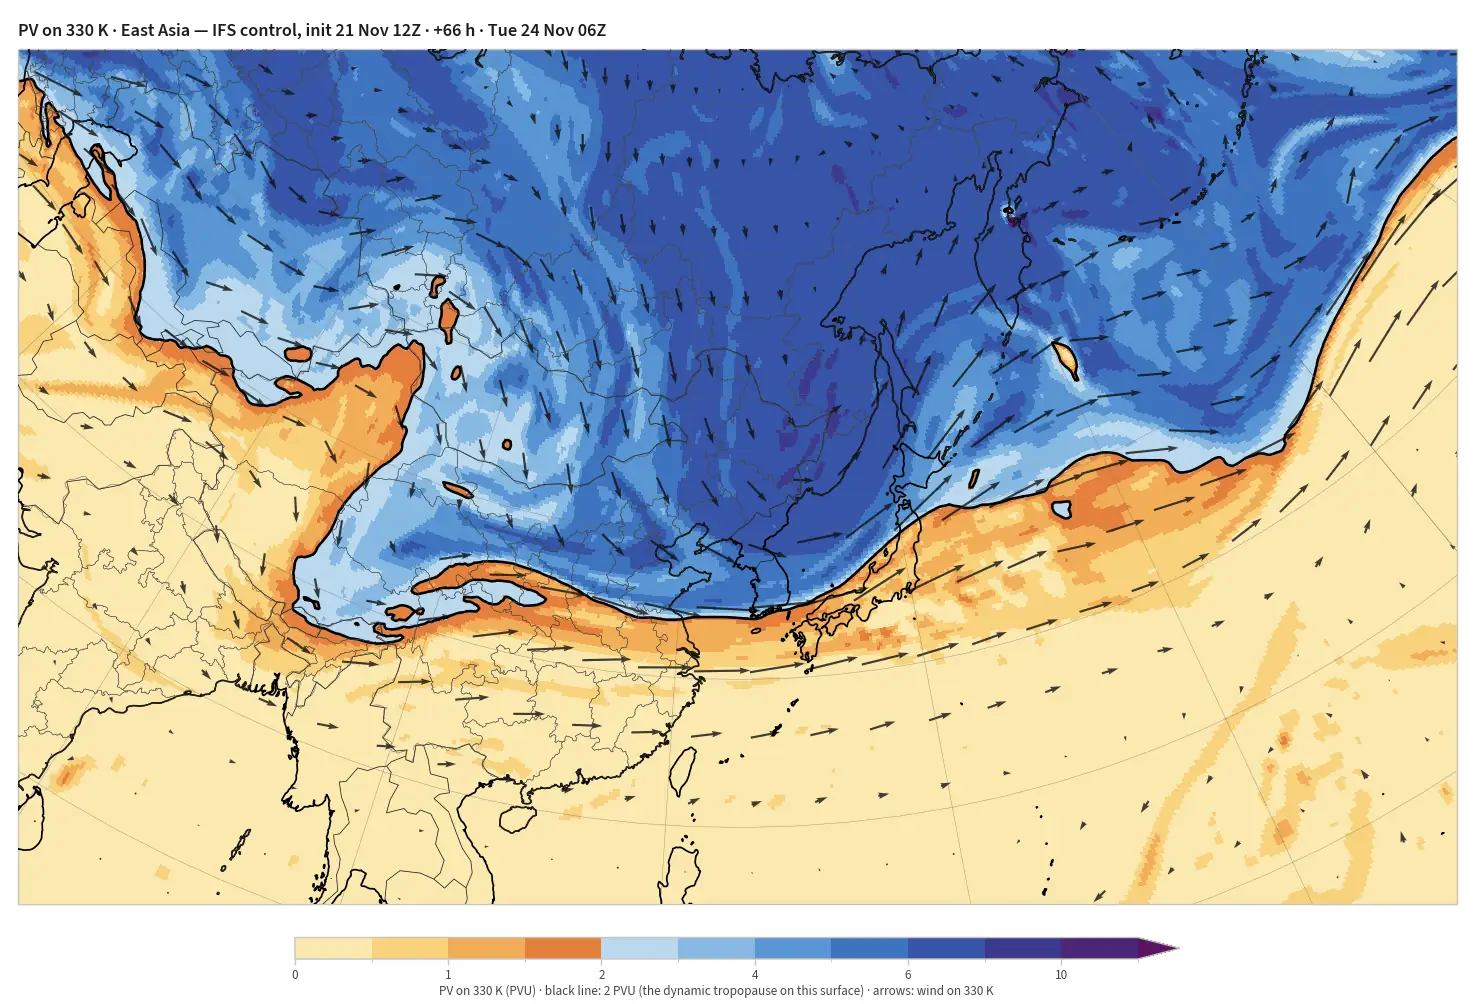 PV on 330 K · East Asia — IFS control, init 21 Nov 12Z · +66 h · Tue 24 Nov 06Z
0 1 2 4 6 10
PV on 330 K (PVU) · black line: 2 PVU (the dynamic tropopause on this surface) · arrows: wind on 330 K